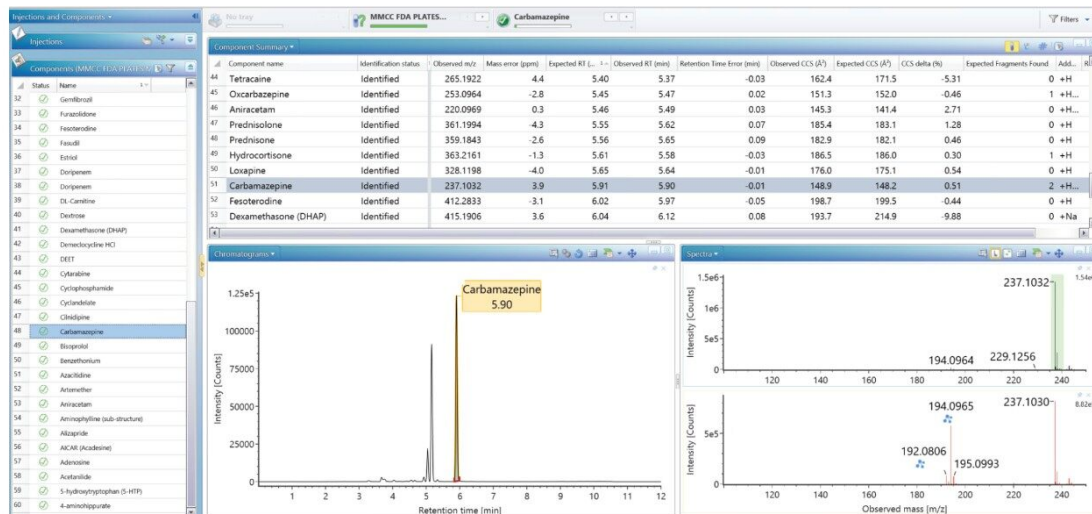 Injections and Components
No tray
MMCC FDA PLATES...
Carbamazepine
Filters
Injections
Components (MMCC FDA PLATES
Status Name
32 Gemfibrozil
33 Furazolidone
34 Fesoterodine
35 Fasudil
36 Estriol
37 Doripenem
38 Doripenem
39 DL-Carnitine
40 Dextrose
41 Dexamethasone (DHAP)
42 Demeclocycline HCl
43 DEET
44 Cytarabine
45 Cyclophosphamide
46 Cyclandelate
47 Cilnidipine
48 Carbamazepine
49 Bisoprolol
50 Benzethonium
51 Azacitidine
52 Artemether
53 Aniracetam
54 Aminophylline (sub-structure)
55 Alizapride
56 AICAR (Acadesine)
57 Adenosine
58 Acetanilide
59 5-hydroxytryptophan (5-HTP)
60 4-aminohippurate
Component Summary
Component name Identification status Observed m/z Mass error (ppm) Expected RT (... Observed RT (min) Retention Time Error (min) Observed CCS (Å²) Expected CCS (Å²) CCS delta (%) Expected Fragments Found Add...
44 Tetracaine Identified 265.1922 4.4 5.40 5.37 -0.03 162.4 171.5 -5.31 0 +H
45 Oxcarbazepine Identified 253.0964 -2.8 5.45 5.47 0.02 151.3 152.0 -0.46 1 +H...
46 Aniracetam Identified 220.0969 0.3 5.46 5.49 0.03 145.3 141.4 2.71 0 +H...
47 Prednisolone Identified 361.1994 -4.3 5.55 5.62 0.07 185.4 183.1 1.28 0 +H
48 Prednisone Identified 359.1843 -2.6 5.56 5.65 0.09 182.9 182.1 0.46 0 +H
49 Hydrocortisone Identified 363.2161 -1.3 5.61 5.58 -0.03 186.5 186.0 0.30 1 +H
50 Loxapine Identified 328.1198 -4.0 5.65 5.64 -0.01 176.0 175.1 0.54 0 +H
51 Carbamazepine Identified 237.1032 3.9 5.91 5.90 -0.01 148.9 148.2 0.51 2 +H...
52 Fesoterodine Identified 412.2833 -3.1 6.02 5.97 -0.05 198.7 199.5 -0.44 0 +H
53 Dexamethasone (DHAP) Identified 415.1906 3.6 6.04 6.12 0.08 193.7 214.9 -9.88 0 +Na
Chromatograms
Carbamazepine
5.90
1.25e5
100000
75000
50000
25000
0
Intensity [Counts]
1 2 3 4 5 6 7 8 9 10 11 12
Retention time [min]
Spectra
1.5e6
1e6
5e5
0
Intensity [Counts]
237.1032
1.54e
194.0964
229.1256
120 140 160 180 200 220 240
5e5
0
Intensity [Counts]
194.0965
237.1030
8.82e
192.0806
195.0993
120 140 160 180 200 220 240
Observed mass [m/z]